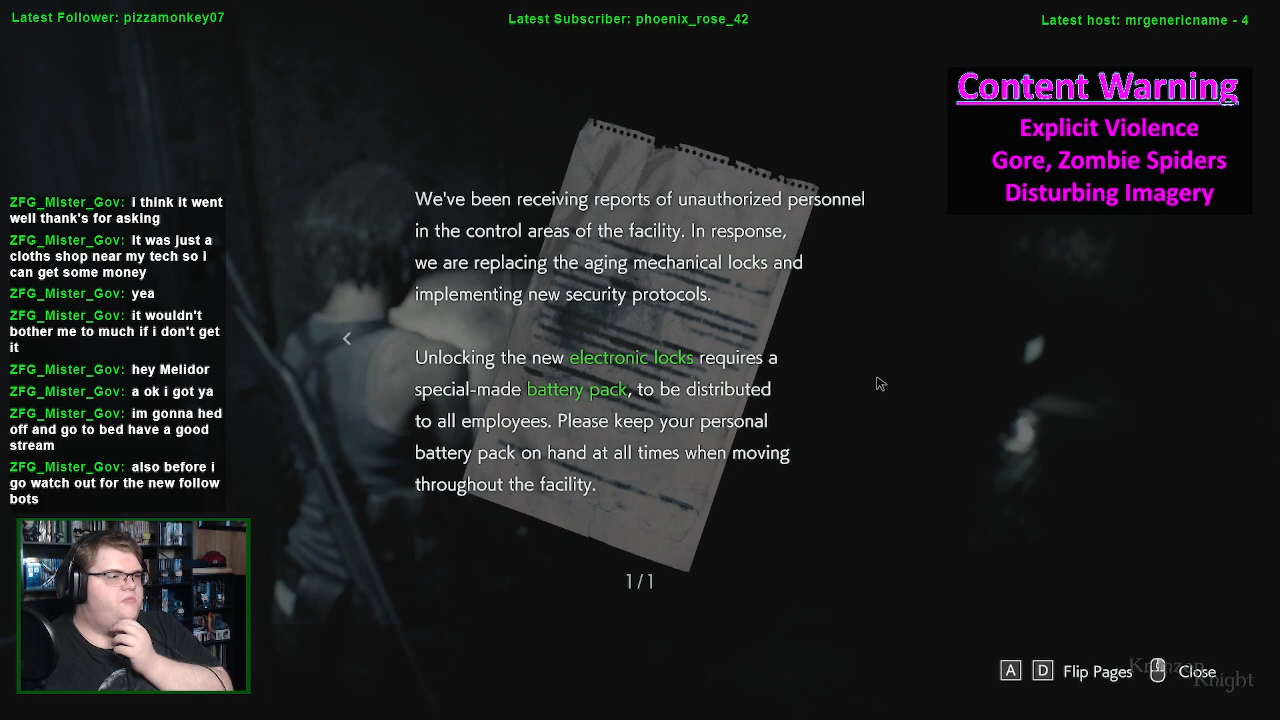 Latest Follower: pizzamonkey07
Latest Subscriber: phoenix_rose_42
Latest host: mrgenericname - 4
Content Warning
Explicit Violence
Gore, Zombie Spiders
Disturbing Imagery
ZFG_Mister_Gov: i think it went
well thank's for asking
ZFG_Mister_Gov: It was just a
cloths shop near my tech so i
can get some money
ZFG_Mister_Gov: yea
ZFG_Mister_Gov: it wouldn't
bother me to much if i don't get
it
ZFG_Mister_Gov: hey Melidor
ZFG_Mister_Gov: a ok i got ya
ZFG_Mister_Gov: im gonna hed
off and go to bed have a good
stream
ZFG_Mister_Gov: also before i
go watch out for the new follow
bots
We've been receiving reports of unauthorized personnel
in the control areas of the facility. In response,
we are replacing the aging mechanical locks and
implementing new security protocols.
Unlocking the new electronic locks requires a
special-made battery pack, to be distributed
to all employees. Please keep your personal
battery pack on hand at all times when moving
throughout the facility.
1/1
A D Flip Pages Close
Knight